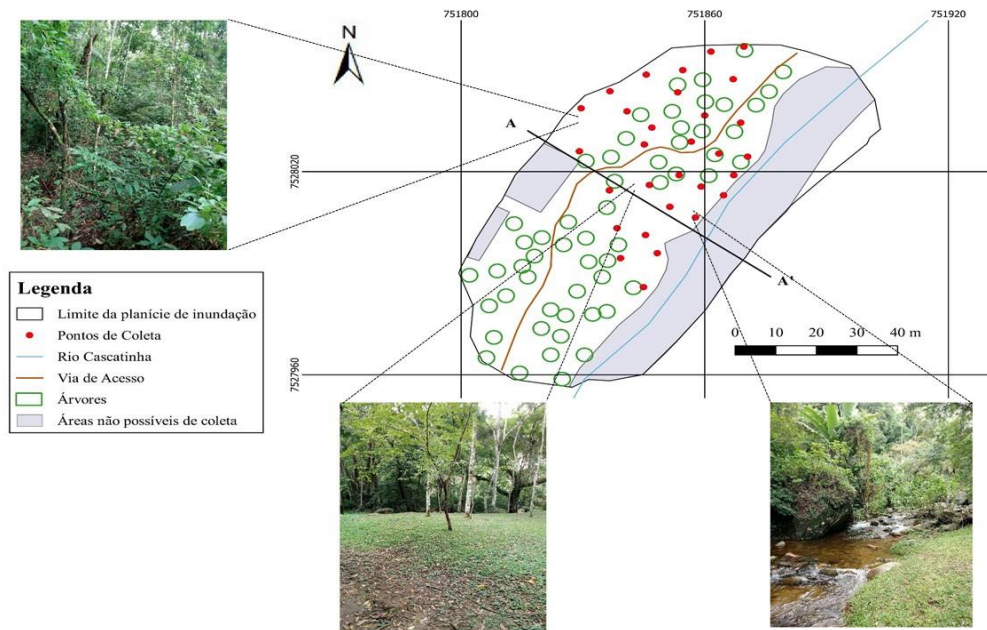 751800
751860
751920
N
A
7528020
A'
Legenda
Limite da planície de inundação
Pontos de Coleta
Rio Cascatinha
Via de Acesso
Árvores
Áreas não possíveis de coleta
0 10 20 30 40 m
7527960